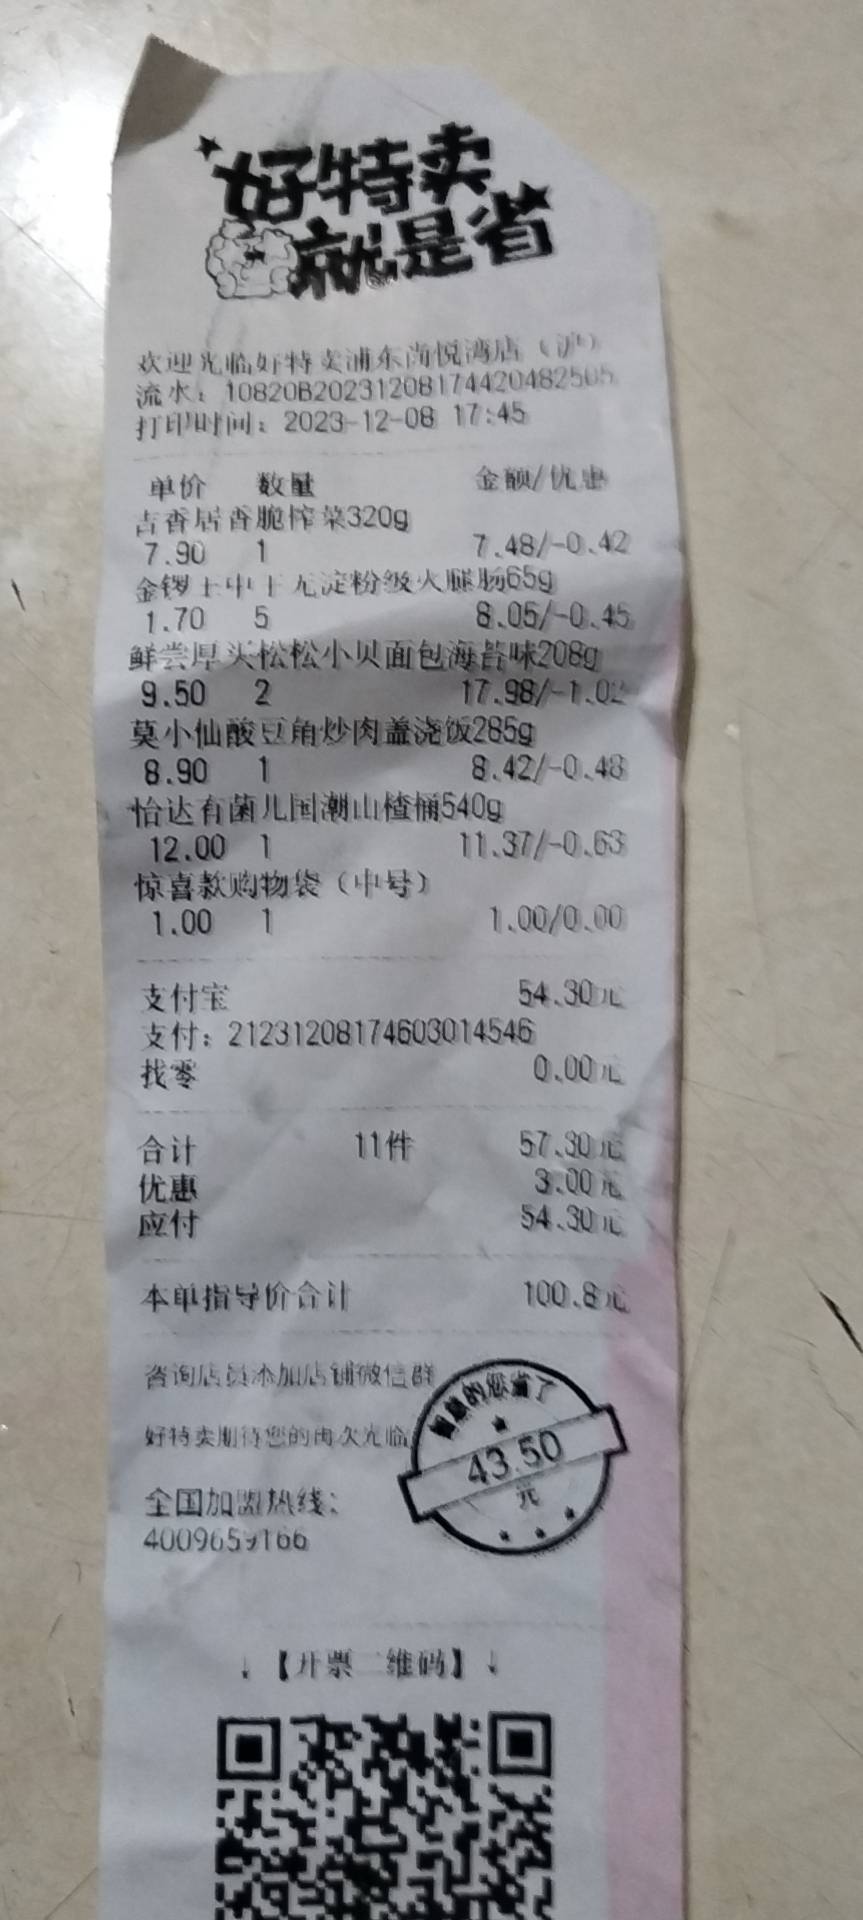 好特卖
就是省
欢迎光临好特卖浦东尚悦湾店（沪）
流水：10820B20231208174420482505
打印时间：2023-12-08 17:45
单价 数量 金额/优惠
吉香居香脆榨菜320g
7.90 1 7.48/-0.42
金锣王中王无淀粉级火腿肠65g
1.70 5 8.05/-0.45
鲜尝厚买松松小贝面包海苔味208g
9.50 2 17.98/-1.02
莫小仙酸豆角炒肉盖浇饭285g
8.90 1 8.42/-0.48
怡达有菌儿国潮山楂桶540g
12.00 1 11.37/-0.63
惊喜款购物袋（中号）
1.00 1 1.00/0.00
支付宝 54.30元
支付：21231208174603014546
找零 0.00元
合计 11件 57.30元
优惠 3.00元
应付 54.30元
本单指导价合计 100.8元
咨询店员添加店铺微信群
好特卖期待您的再次光临
智慧的您省了
43.50
元
全国加盟热线：
4009659166
↓【开票二维码】↓